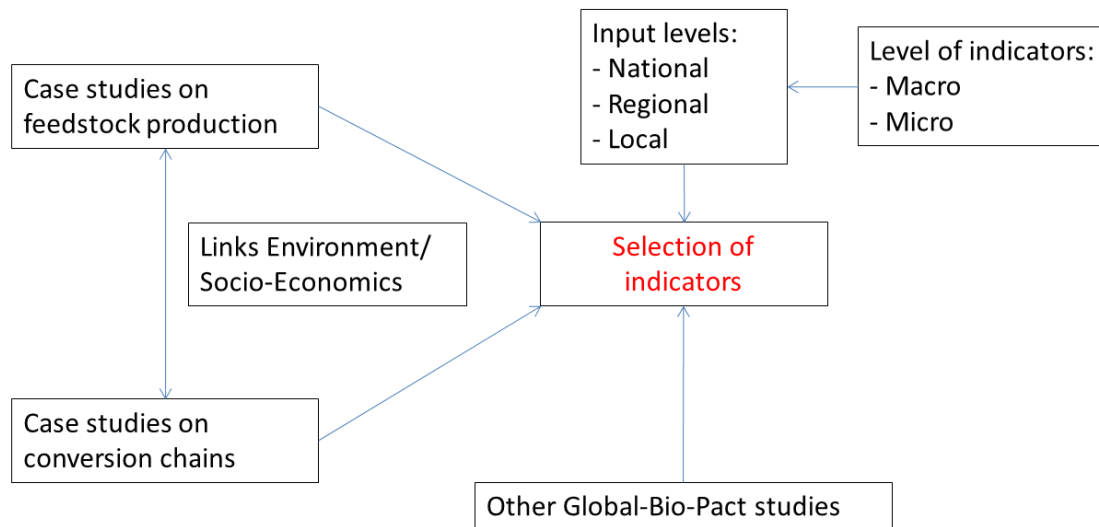 Input levels:
- National
- Regional
- Local
Level of indicators:
- Macro
- Micro
Case studies on
feedstock production
Links Environment/
Socio-Economics
Selection of
indicators
Case studies on
conversion chains
Other Global-Bio-Pact studies